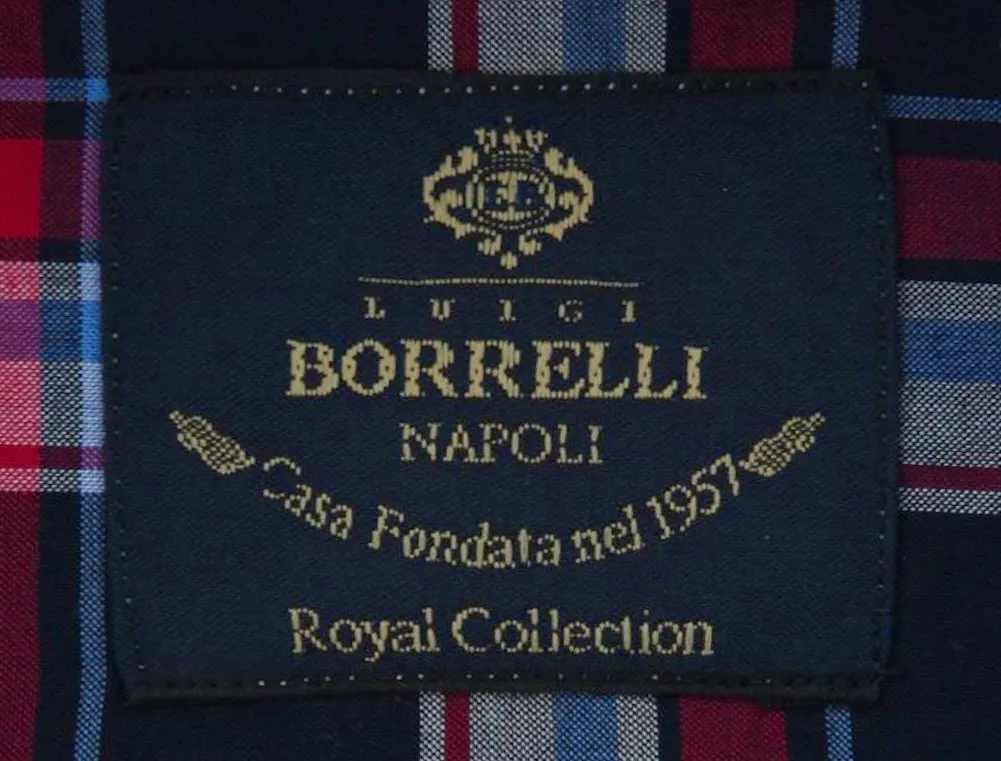 LUIGI
BORRELLI
NAPOLI
Casa Fondata nel 1957
Royal Collection